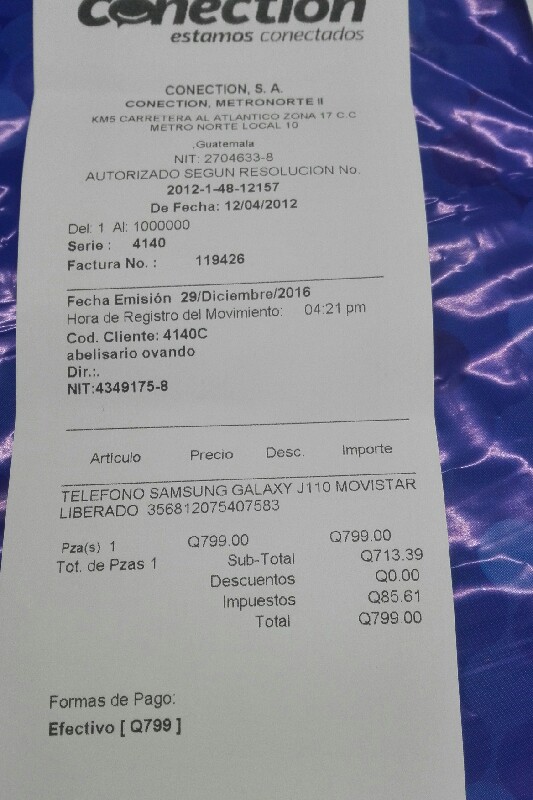 Conection
estamos conectados
CONECTION, S. A.
CONECTION, METRONORTE II
KM5 CARRETERA AL ATLANTICO ZONA 17 C.C
METRO NORTE LOCAL 10
,Guatemala
NIT: 2704633-8
AUTORIZADO SEGUN RESOLUCION No.
2012-1-48-12157
De Fecha: 12/04/2012
Del: 1 Al: 1000000
Serie : 4140
Factura No. : 119426
Fecha Emisión 29/Diciembre/2016
Hora de Registro del Movimiento: 04:21 pm
Cod. Cliente: 4140C
abelisario ovando
Dir.:.
NIT:4349175-8
Articulo Precio Desc. Importe
TELEFONO SAMSUNG GALAXY J110 MOVISTAR
LIBERADO 356812075407583
Pza(s) 1 Q799.00 Q799.00
Tot. de Pzas 1 Sub-Total Q713.39
Descuentos Q0.00
Impuestos Q85.61
Total Q799.00
Formas de Pago:
Efectivo [ Q799 ]